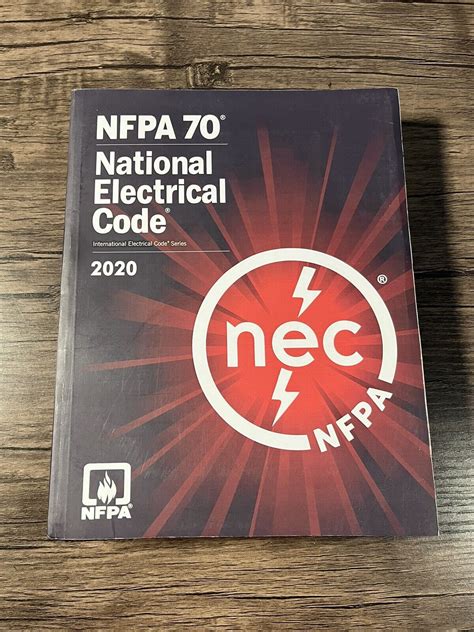 NFPA 70®
National
Electrical
Code®
International Electrical Code® Series
2020
nec®
NFPA
NFPA®